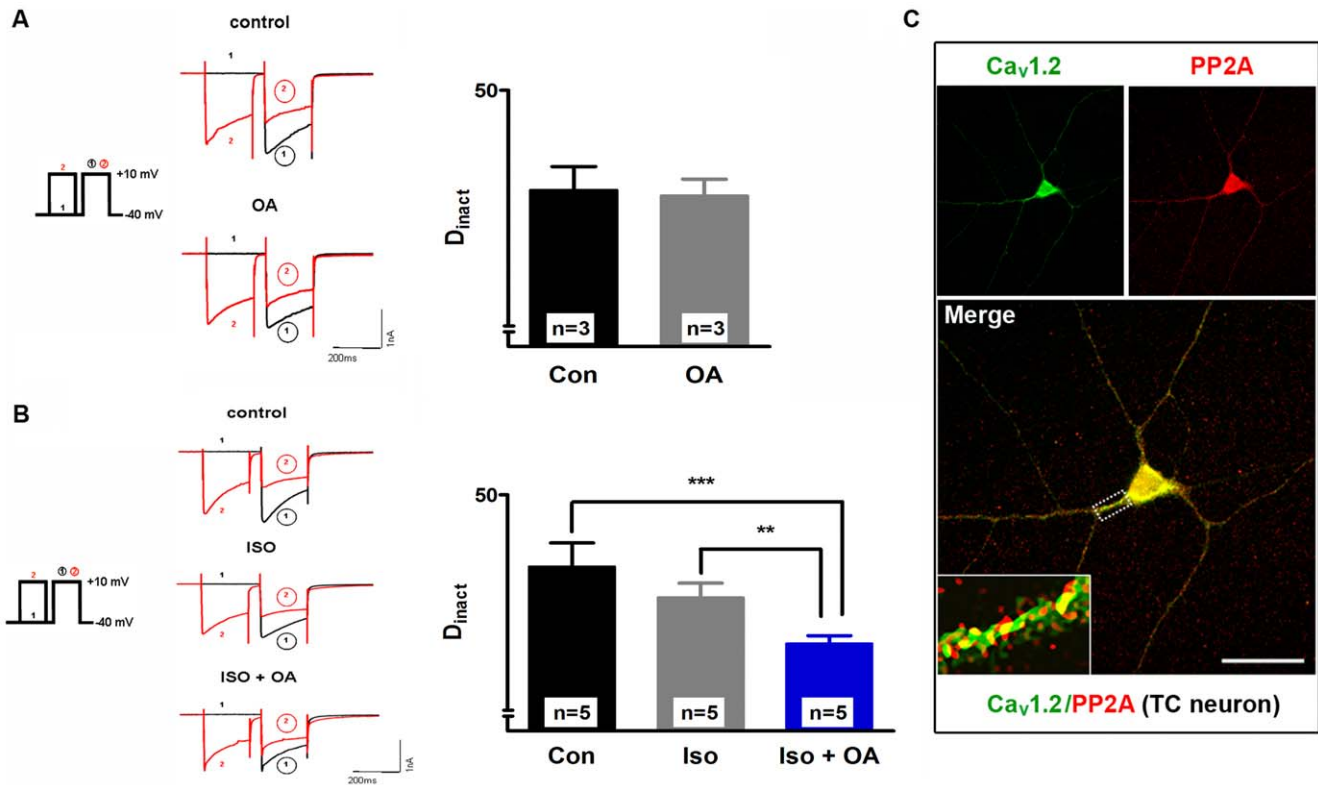 A
control
1
2
2
①
2
① ②
+10 mV
1
-40 mV
OA
1
2
2
①
1nA
200ms
50
Dinact
n=3
n=3
Con
OA
B
control
1
2
2
①
2
① ②
+10 mV
1
-40 mV
ISO
1
2
2
①
ISO + OA
1
2
2
①
1nA
200ms
50
***
**
Dinact
n=5
n=5
n=5
Con
Iso
Iso + OA
C
CaV1.2
PP2A
Merge
CaV1.2/PP2A (TC neuron)